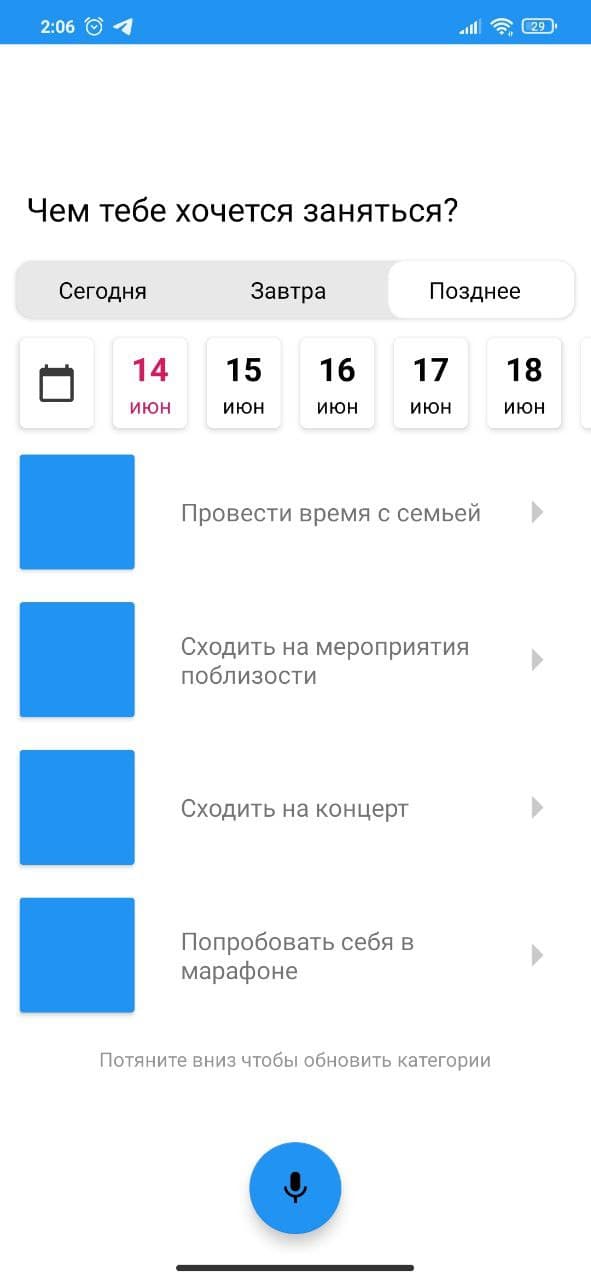 2:06
29
Чем тебе хочется заняться?
Сегодня Завтра Позднее
14 15 16 17 18
июн июн июн июн июн
Провести время с семьей
Сходить на мероприятия
поблизости
Сходить на концерт
Попробовать себя в
марафоне
Потяните вниз чтобы обновить категории